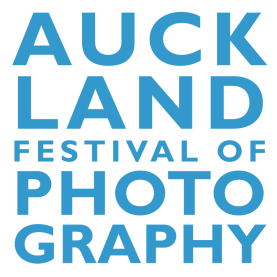 AUCK
LAND
FESTIVAL OF
PHOTO
GRAPHY